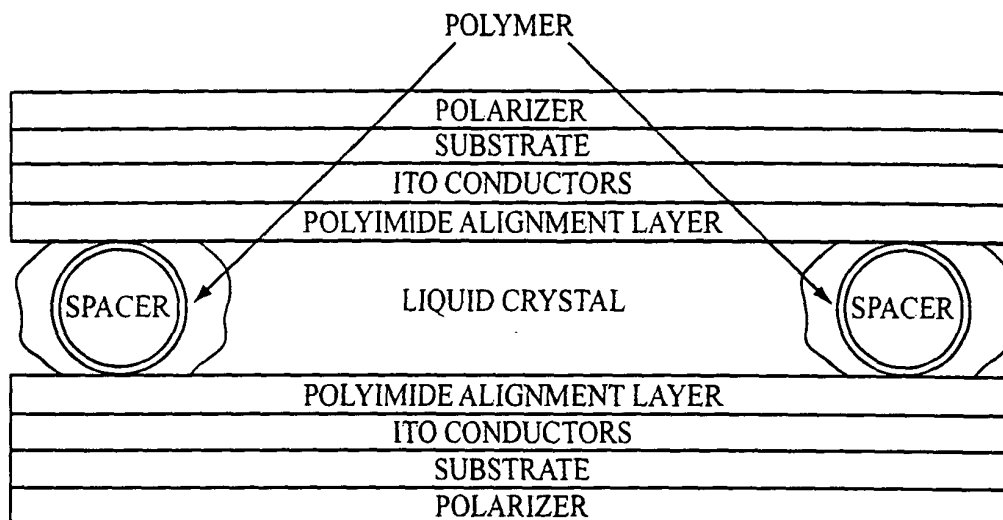 POLYMER
POLARIZER
SUBSTRATE
ITO CONDUCTORS
POLYIMIDE ALIGNMENT LAYER
SPACER LIQUID CRYSTAL SPACER
POLYIMIDE ALIGNMENT LAYER
ITO CONDUCTORS
SUBSTRATE
POLARIZER